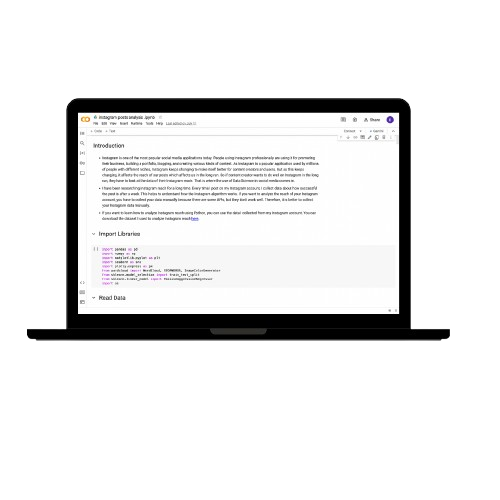 Instagram posts analysis .ipynb
File Edit View Insert Runtime Tools Help
Share
+ Code + Text
Introduction
Instagram is one of the most popular social media applications today. People using Instagram professionally are using it for promoting
their business, building a portfolio, blogging, and creating various kinds of content. As Instagram is a popular application used by millions
of people with different niches, Instagram keeps changing to make itself better for content creators and users. But as this keeps
changing, it affects the reach of our posts which affects us in the long run. So if content creator wants to do well on Instagram in the long
run, they have to look at the data of their Instagram reach. That is where the use of Data Science in social media comes in.
I have been researching Instagram reach for a long time. Every time I post on my Instagram account, I collect data about how successful
the post is after a week. This helps to understand how the Instagram algorithm works. If you want to analyze the reach of your Instagram
account, you have to collect your data manually because there are some APIs, but they don't work well. Therefore, it's better to collect
your Instagram data manually.
If you want to learn how to analyze Instagram reach using Python, you can use the data I collected from my Instagram account. You can
download the dataset I used to analyze Instagram reach here.
Import Libraries
import pandas as pd
import numpy as np
import matplotlib.pyplot as plt
import seaborn as sns
import plotly.express as px
from wordcloud import WordCloud, STOPWORDS, ImageColorGenerator
from sklearn.model_selection import train_test_split
from sklearn.linear_model import PassiveAggressiveRegressor
import os
Read Data